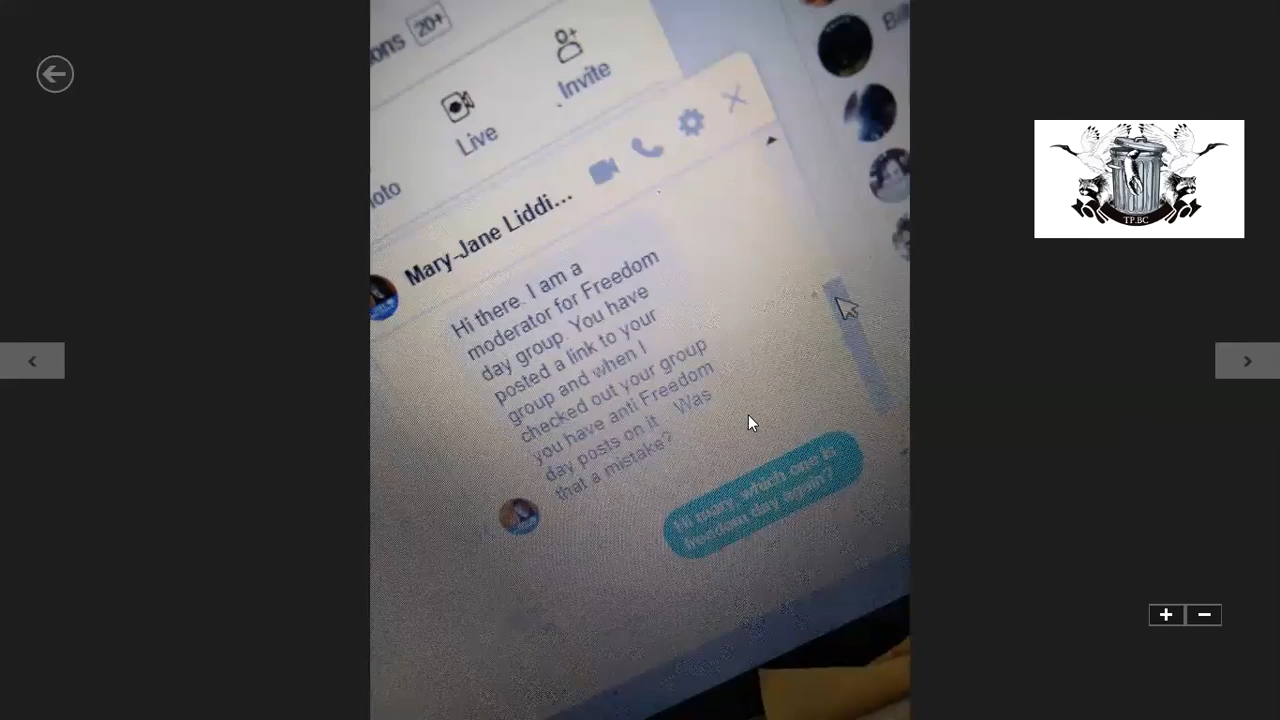 ons 20+
Live
Invite
hoto
Mary-Jane Liddi...
Hi there. I am a
moderator for Freedom
day group. You have
posted a link to your
group and when I
checked out your group
you have anti Freedom
day posts on it. Was
that a mistake?
Hi mary, which one is
freedom day again?
Bil
TP.BC